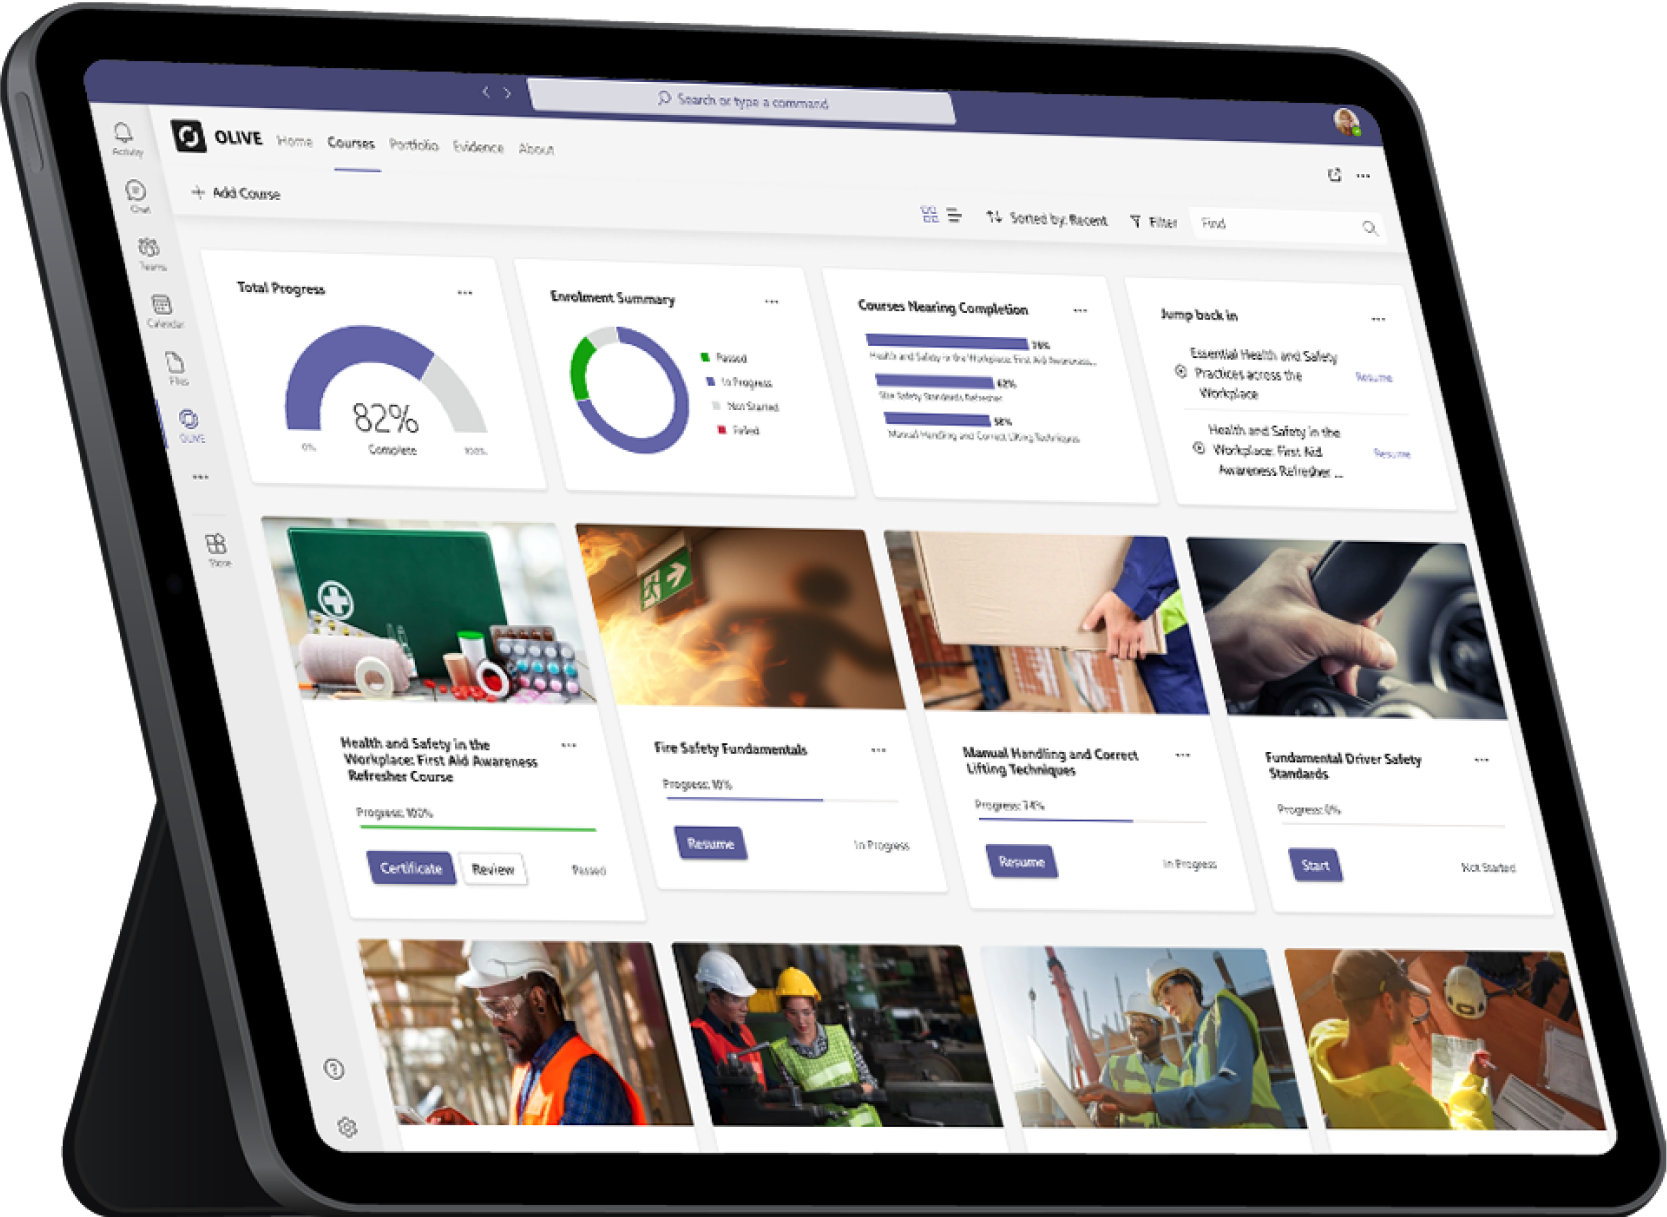 Search or type a command
Activity
Chat
Teams
Calendar
Files
OLIVE
Store
OLIVE Home Courses Portfolio Evidence About
Add Course
Sorted by: Recent Filter Find
Total Progress
82%
Complete
0%
100%
Enrolment Summary
Passed
In Progress
Not Started
Failed
Courses Nearing Completion
Health and Safety in the Workplace: First Aid Awareness...
62%
Site Safety Standards Refresher
58%
Manual Handling and Correct Lifting Techniques
Jump back in
Essential Health and Safety
Practices across the
Workplace
Resume
Health and Safety in the
Workplace: First Aid
Awareness Refresher ...
Resume
Health and Safety in the
Workplace: First Aid Awareness
Refresher Course
Progress: 100%
Certificate Review Passed
Fire Safety Fundamentals
Progress: 10%
Resume In Progress
Manual Handling and Correct
Lifting Techniques
Progress: 74%
Resume In Progress
Fundamental Driver Safety
Standards
Progress: 0%
Start Not Started